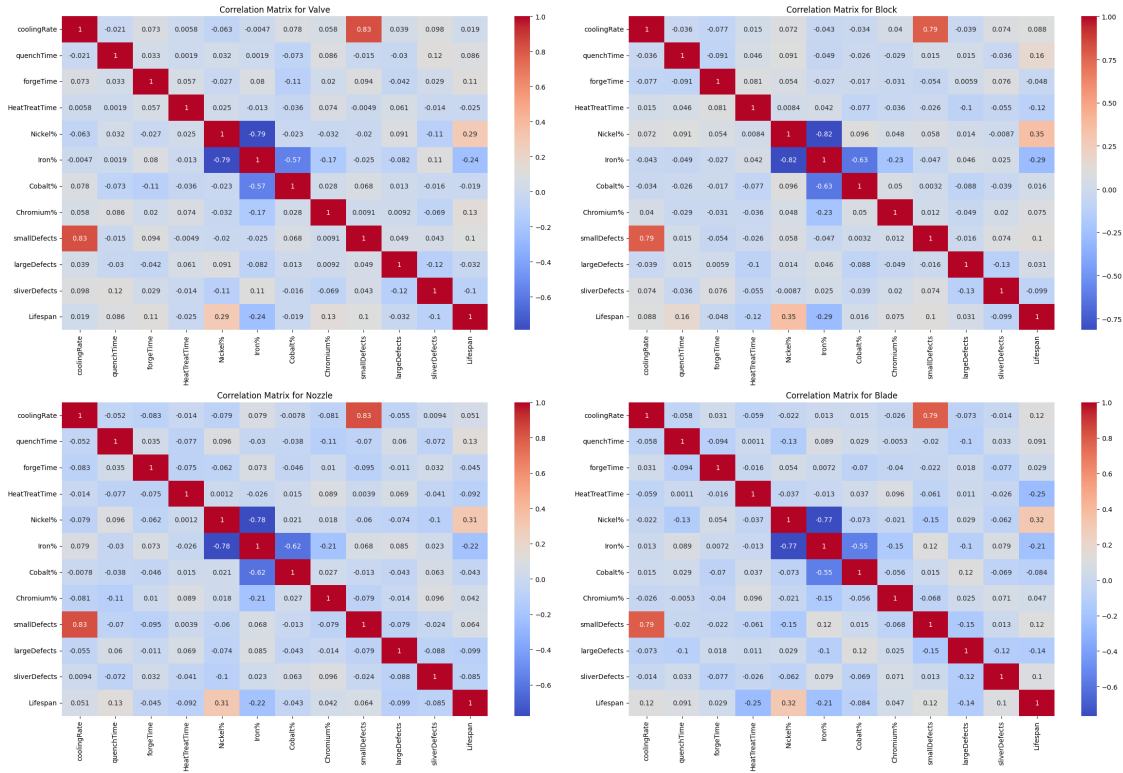 Correlation Matrix for Valve
coolingRate 1 -0.021 0.073 0.0058 -0.063 -0.0047 0.078 0.058 0.83 0.039 0.098 0.019
quenchTime -0.021 1 0.033 0.0019 0.032 0.0019 -0.073 0.086 -0.015 -0.03 0.12 0.086
forgeTime 0.073 0.033 1 0.057 -0.027 0.08 -0.11 0.02 0.094 -0.042 0.029 0.11
HeatTreatTime 0.0058 0.0019 0.057 1 0.025 -0.013 -0.036 0.074 -0.0049 0.061 -0.014 -0.025
Nickel% -0.063 0.032 -0.027 0.025 1 -0.79 -0.023 -0.032 -0.02 0.091 -0.11 0.29
Iron% -0.0047 0.0019 0.08 -0.013 -0.79 1 -0.57 -0.17 -0.025 -0.082 0.11 -0.24
Cobalt% 0.078 -0.073 -0.11 -0.036 -0.023 -0.57 1 0.028 0.068 0.013 -0.016 -0.019
Chromium% 0.058 0.086 0.02 0.074 -0.032 -0.17 0.028 1 0.0091 0.0092 -0.069 0.13
smallDefects 0.83 -0.015 0.094 -0.0049 -0.02 -0.025 0.068 0.0091 1 0.049 0.043 0.1
largeDefects 0.039 -0.03 -0.042 0.061 0.091 -0.082 0.013 0.0092 0.049 1 -0.12 -0.032
sliverDefects 0.098 0.12 0.029 -0.014 -0.11 0.11 -0.016 -0.069 0.043 -0.12 1 -0.1
Lifespan 0.019 0.086 0.11 -0.025 0.29 -0.24 -0.019 0.13 0.1 -0.032 -0.1 1
coolingRate quenchTime forgeTime HeatTreatTime Nickel% Iron% Cobalt% Chromium% smallDefects largeDefects sliverDefects Lifespan
1.0
0.8
0.6
0.4
0.2
0.0
-0.2
-0.4
-0.6
Correlation Matrix for Block
coolingRate 1 -0.036 -0.077 0.015 0.072 -0.043 -0.034 0.04 0.79 -0.039 0.074 0.088
quenchTime -0.036 1 -0.091 0.046 0.091 -0.049 -0.026 -0.029 0.015 0.015 -0.036 0.16
forgeTime -0.077 -0.091 1 0.081 0.054 -0.027 -0.017 -0.031 -0.054 0.0059 0.076 -0.048
HeatTreatTime 0.015 0.046 0.081 1 0.0084 0.042 -0.077 -0.036 -0.026 -0.1 -0.055 -0.12
Nickel% 0.072 0.091 0.054 0.0084 1 -0.82 0.096 0.048 0.058 0.014 -0.0087 0.35
Iron% -0.043 -0.049 -0.027 0.042 -0.82 1 -0.63 -0.23 -0.047 0.046 0.025 -0.29
Cobalt% -0.034 -0.026 -0.017 -0.077 0.096 -0.63 1 0.05 0.0032 -0.088 -0.039 0.016
Chromium% 0.04 -0.029 -0.031 -0.036 0.048 -0.23 0.05 1 0.012 -0.049 0.02 0.075
smallDefects 0.79 0.015 -0.054 -0.026 0.058 -0.047 0.0032 0.012 1 -0.016 0.074 0.1
largeDefects -0.039 0.015 0.0059 -0.1 0.014 0.046 -0.088 -0.049 -0.016 1 -0.13 0.031
sliverDefects 0.074 -0.036 0.076 -0.055 -0.0087 0.025 -0.039 0.02 0.074 -0.13 1 -0.099
Lifespan 0.088 0.16 -0.048 -0.12 0.35 -0.29 0.016 0.075 0.1 0.031 -0.099 1
coolingRate quenchTime forgeTime HeatTreatTime Nickel% Iron% Cobalt% Chromium% smallDefects largeDefects sliverDefects Lifespan
1.00
0.75
0.50
0.25
0.00
-0.25
-0.50
-0.75
Correlation Matrix for Nozzle
coolingRate 1 -0.052 -0.083 -0.014 -0.079 0.079 -0.0078 -0.081 0.83 -0.055 0.0094 0.051
quenchTime -0.052 1 0.035 -0.077 0.096 -0.03 -0.038 -0.11 -0.07 0.06 -0.072 0.13
forgeTime -0.083 0.035 1 -0.075 -0.062 0.073 -0.046 0.01 -0.095 -0.011 0.032 -0.045
HeatTreatTime -0.014 -0.077 -0.075 1 0.0012 -0.026 0.015 0.089 0.0039 0.069 -0.041 -0.092
Nickel% -0.079 0.096 -0.062 0.0012 1 -0.78 0.021 0.018 -0.06 -0.074 -0.1 0.31
Iron% 0.079 -0.03 0.073 -0.026 -0.78 1 -0.62 -0.21 0.068 0.085 0.023 -0.22
Cobalt% -0.0078 -0.038 -0.046 0.015 0.021 -0.62 1 0.027 -0.013 -0.043 0.063 -0.043
Chromium% -0.081 -0.11 0.01 0.089 0.018 -0.21 0.027 1 -0.079 -0.014 0.096 0.042
smallDefects 0.83 -0.07 -0.095 0.0039 -0.06 0.068 -0.013 -0.079 1 -0.079 -0.024 0.064
largeDefects -0.055 0.06 -0.011 0.069 -0.074 0.085 -0.043 -0.014 -0.079 1 -0.088 -0.099
sliverDefects 0.0094 -0.072 0.032 -0.041 -0.1 0.023 0.063 0.096 -0.024 -0.088 1 -0.085
Lifespan 0.051 0.13 -0.045 -0.092 0.31 -0.22 -0.043 0.042 0.064 -0.099 -0.085 1
coolingRate quenchTime forgeTime HeatTreatTime Nickel% Iron% Cobalt% Chromium% smallDefects largeDefects sliverDefects Lifespan
1.0
0.8
0.6
0.4
0.2
0.0
-0.2
-0.4
-0.6
Correlation Matrix for Blade
coolingRate 1 -0.058 0.031 -0.059 -0.022 0.013 0.015 -0.026 0.79 -0.073 -0.014 0.12
quenchTime -0.058 1 -0.094 0.0011 -0.13 0.089 0.029 -0.0053 -0.02 -0.1 0.033 0.091
forgeTime 0.031 -0.094 1 -0.016 0.054 0.0072 -0.07 -0.04 -0.022 0.018 -0.077 0.029
HeatTreatTime -0.059 0.0011 -0.016 1 -0.037 -0.013 0.037 0.096 -0.061 0.011 -0.026 -0.25
Nickel% -0.022 -0.13 0.054 -0.037 1 -0.77 -0.073 -0.056 -0.15 0.029 -0.062 0.32
Iron% 0.013 0.089 0.0072 -0.013 -0.77 1 -0.55 -0.15 0.12 -0.1 0.079 -0.21
Cobalt% 0.015 0.029 -0.07 0.037 -0.073 -0.55 1 -0.056 0.015 0.12 -0.069 -0.084
Chromium% -0.026 -0.0053 -0.04 0.096 -0.056 -0.15 -0.056 1 -0.068 0.025 0.071 0.047
smallDefects 0.79 -0.02 -0.022 -0.061 -0.15 0.12 0.015 -0.068 1 -0.15 0.013 0.12
largeDefects -0.073 -0.1 0.018 0.011 0.029 -0.1 0.12 0.025 -0.15 1 -0.12 -0.14
sliverDefects -0.014 0.033 -0.077 -0.026 -0.062 0.079 -0.069 0.071 0.013 -0.12 1 0.1
Lifespan 0.12 0.091 0.029 -0.25 0.32 -0.21 -0.084 0.047 0.12 -0.14 0.1 1
coolingRate quenchTime forgeTime HeatTreatTime Nickel% Iron% Cobalt% Chromium% smallDefects largeDefects sliverDefects Lifespan
1.0
0.8
0.6
0.4
0.2
0.0
-0.2
-0.4
-0.6